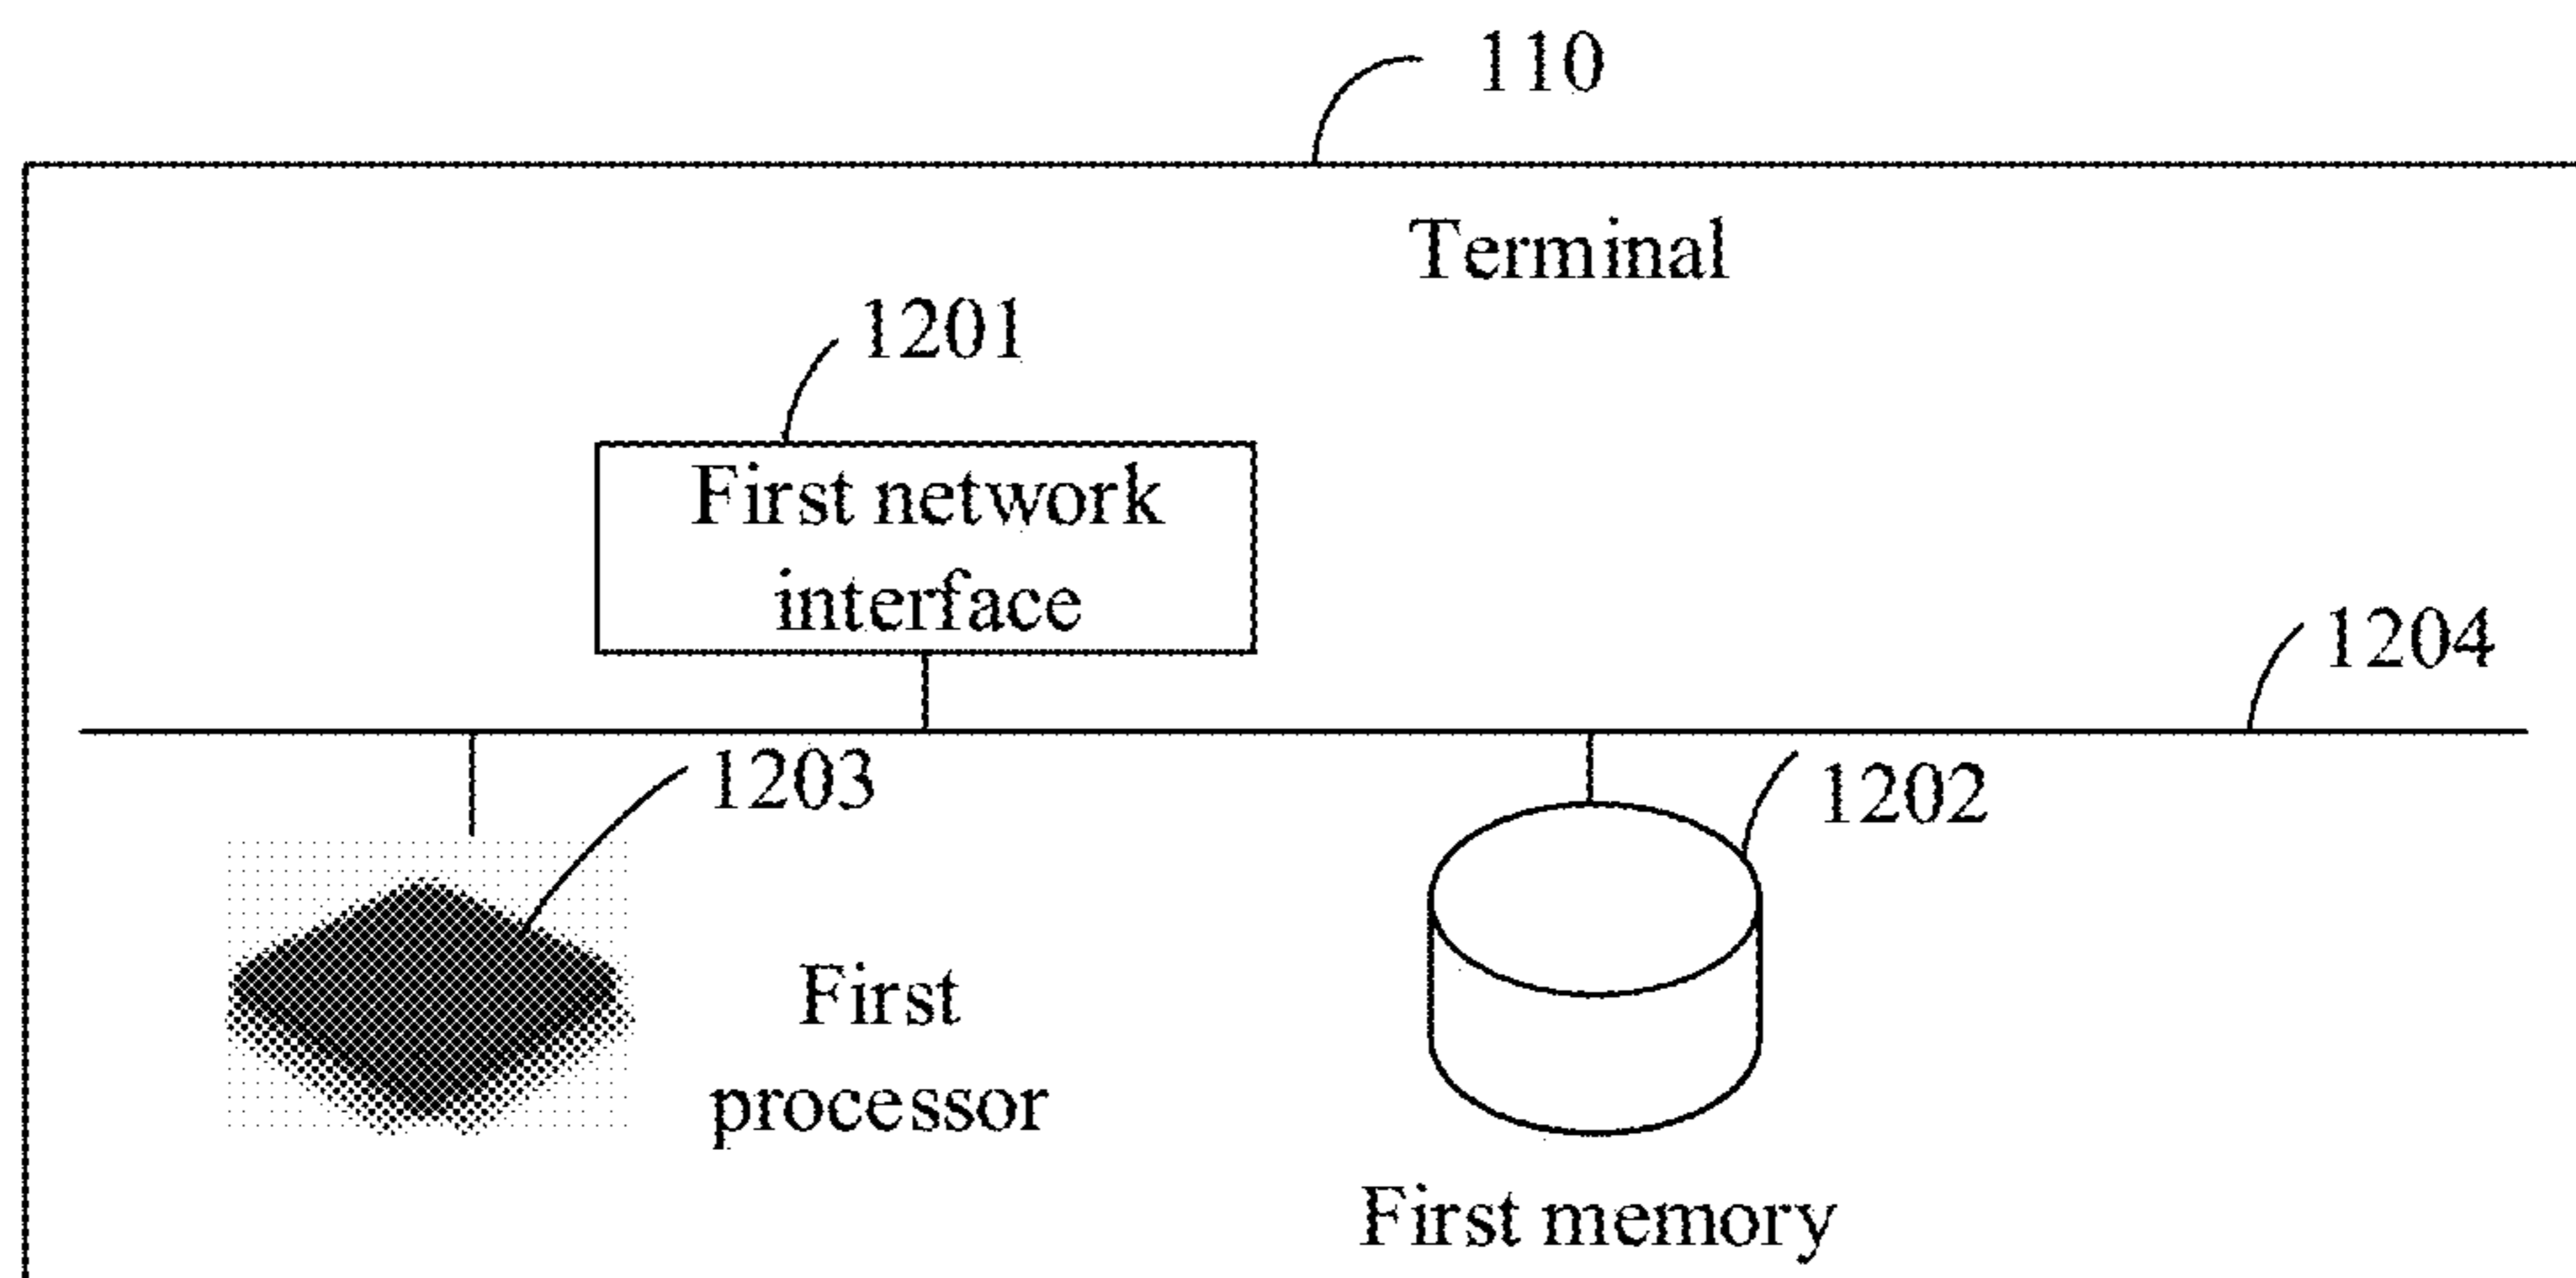 110
Terminal
1201
First network
interface
1204
1203
1202
First
processor
First memory